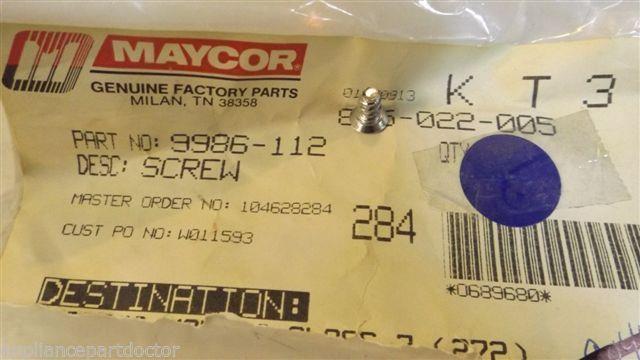 MAYCOR
GENUINE FACTORY PARTS
MILAN, TN 38358
K T 3
022-005
PART NO: 9986-112
QTY
DESC: SCREW
MASTER ORDER NO: 104628284
284
CUST PO NO: W011593
*0689680*
DESTINATION:
(272)
appliancepartdoctor